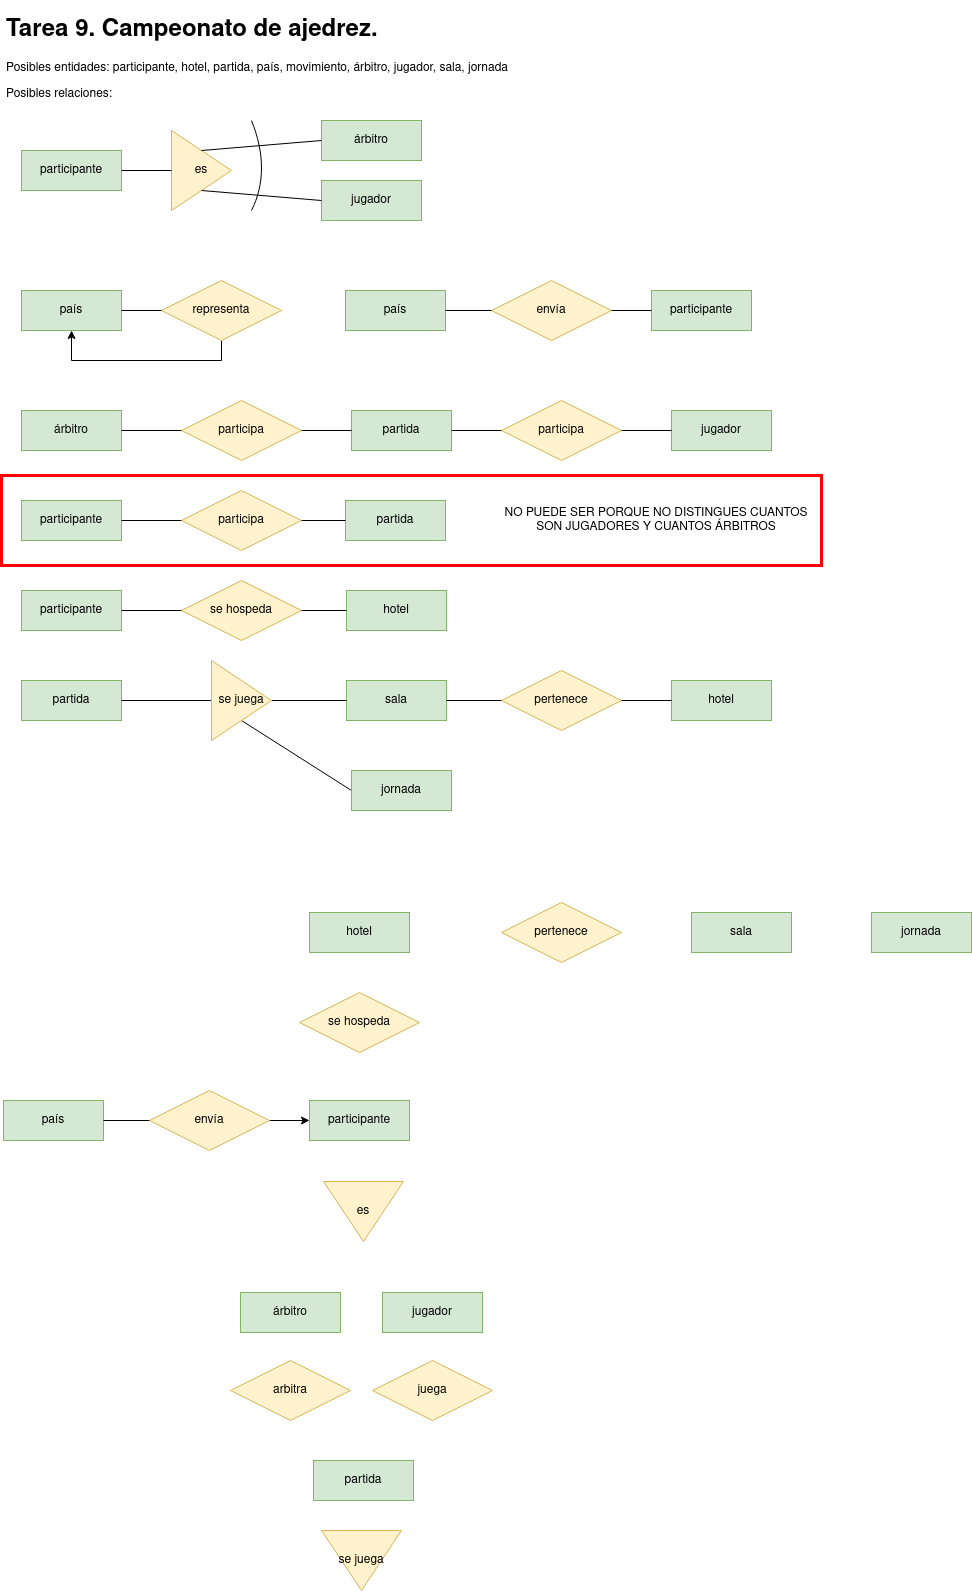 Tarea 9. Campeonato de ajedrez.
Posibles entidades: participante, hotel, partida, país, movimiento, árbitro, jugador, sala, jornada
Posibles relaciones:
árbitro
participante
es
jugador
país
representa
país
envía
participante
árbitro
participa
partida
participa
jugador
participante
participa
partida
NO PUEDE SER PORQUE NO DISTINGUES CUANTOS
SON JUGADORES Y CUANTOS ÁRBITROS
participante
se hospeda
hotel
partida
se juega
sala
pertenece
hotel
jornada
hotel
pertenece
sala
jornada
se hospeda
país
envía
participante
es
árbitro
jugador
arbitra
juega
partida
se juega